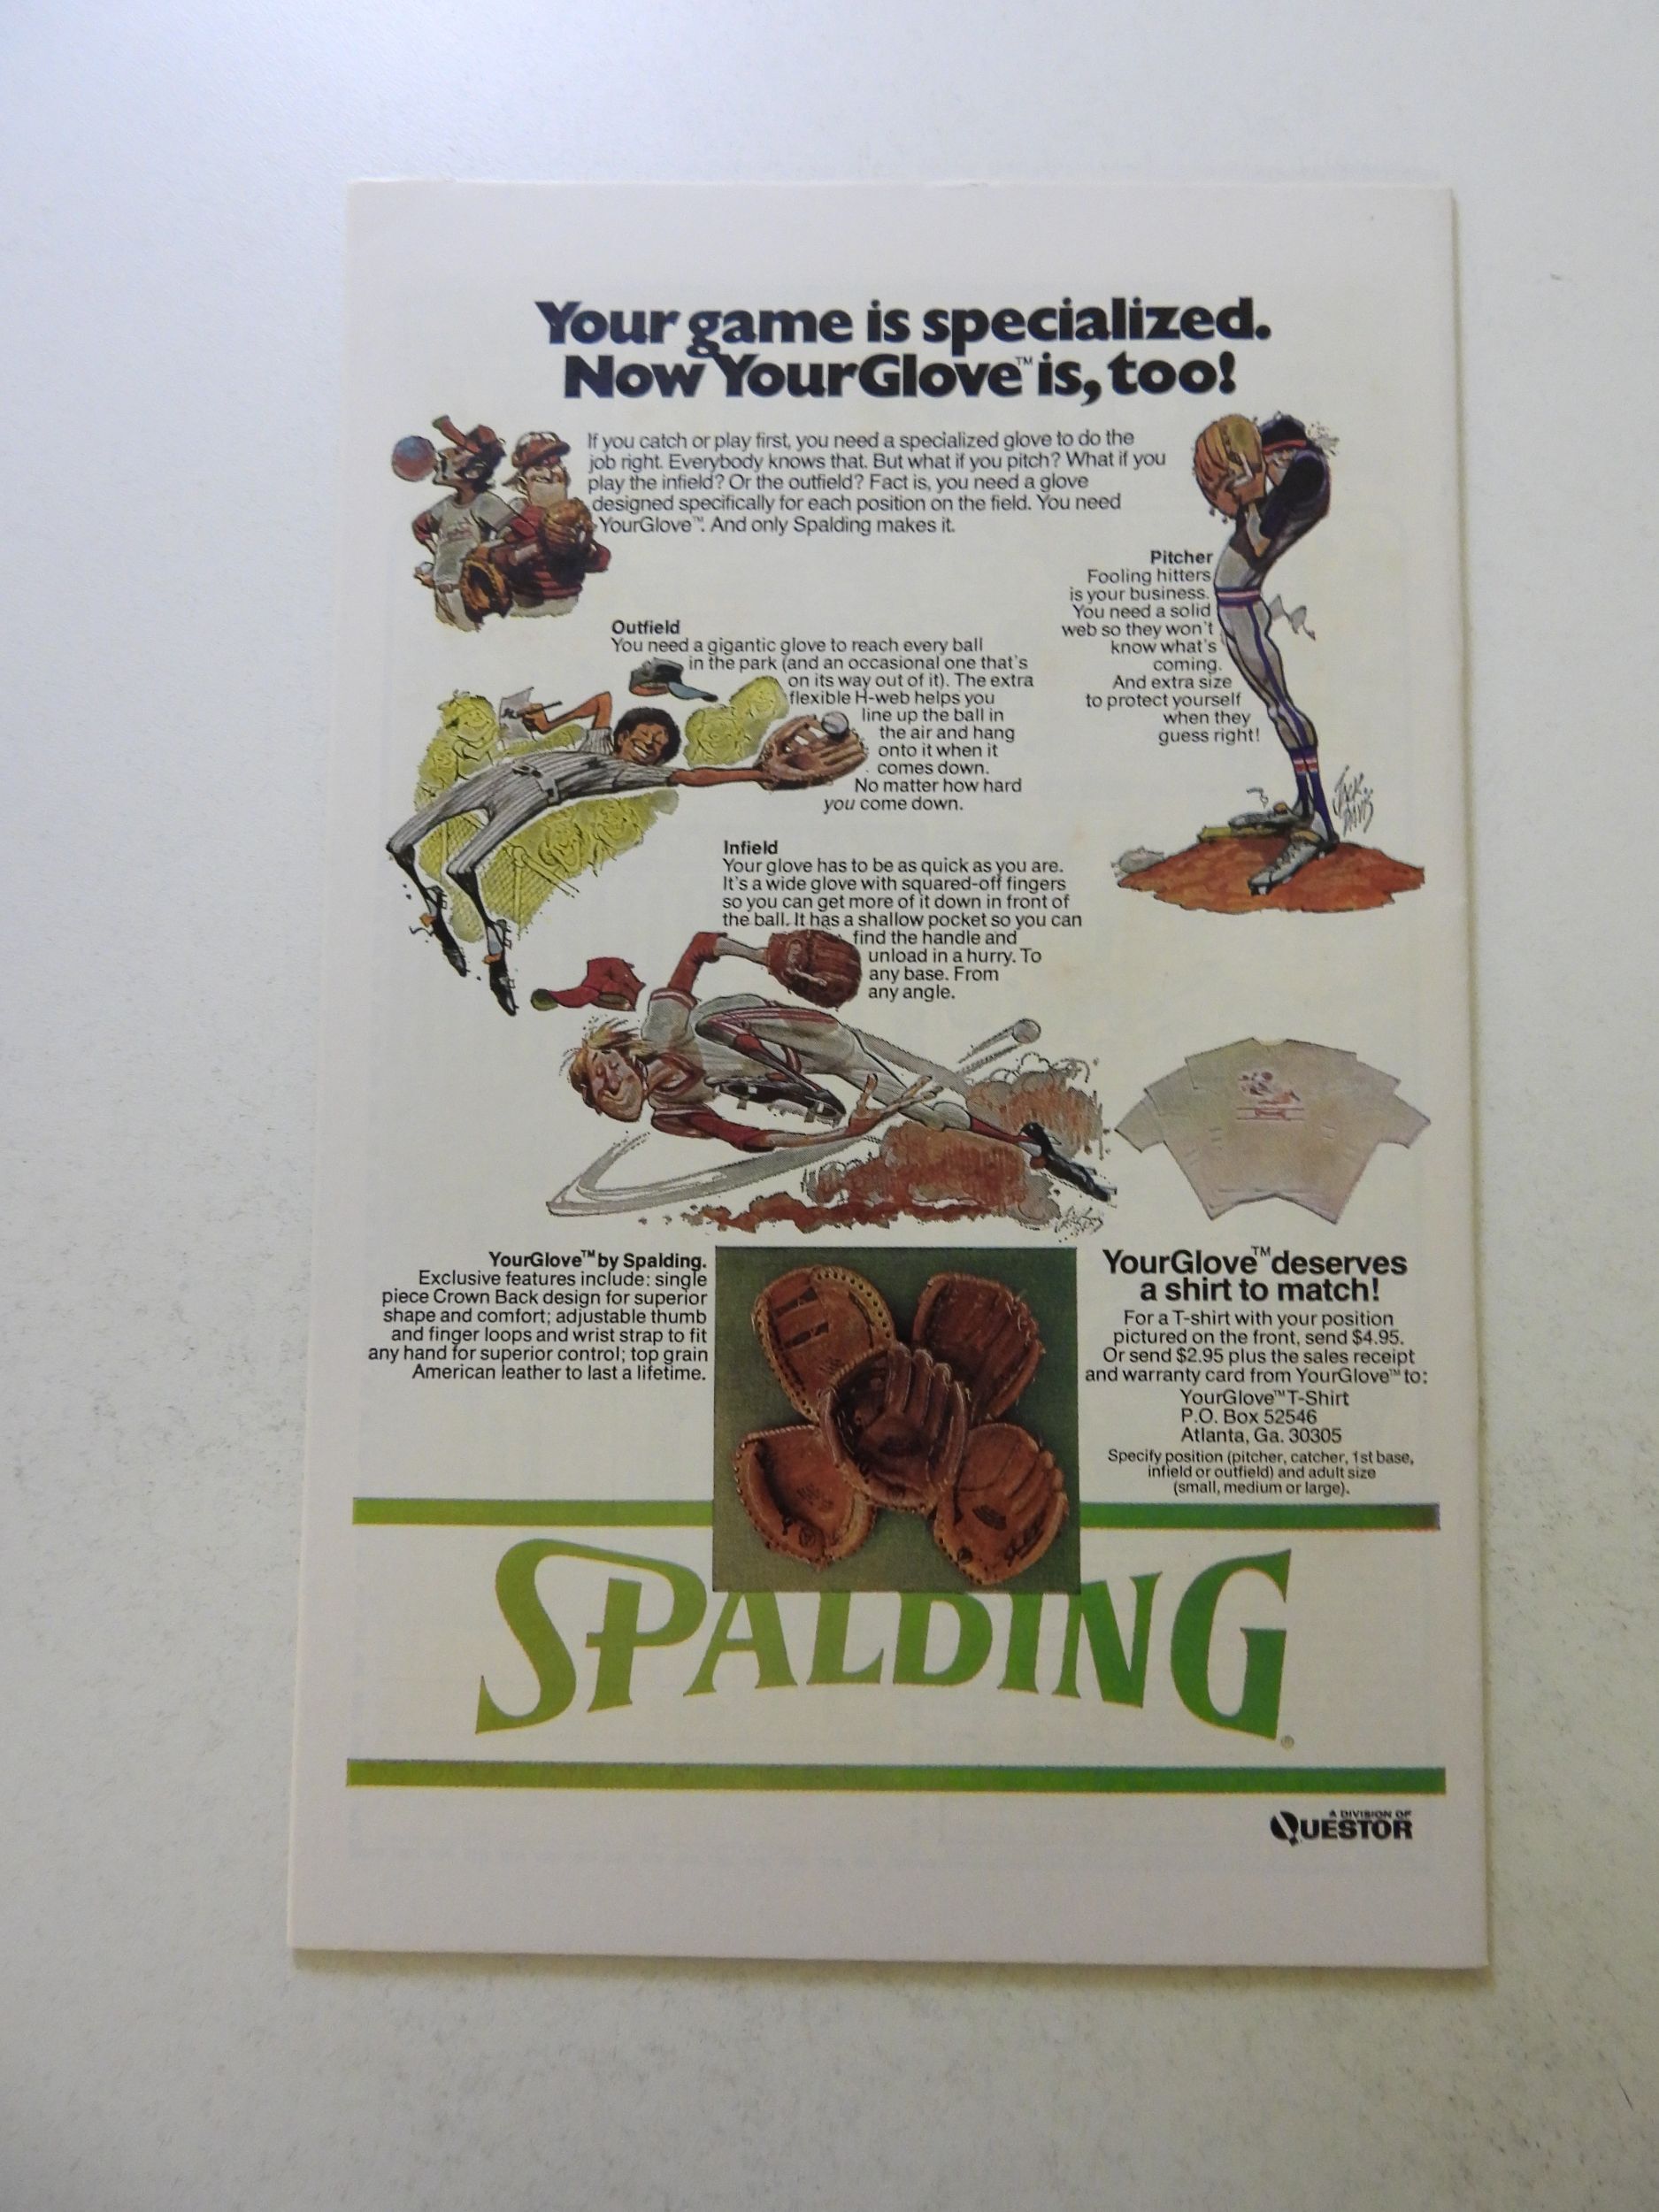 Your game is specialized.
Now YourGlove™ is, too!
If you catch or play first, you need a specialized glove to do the
job right. Everybody knows that. But what if you pitch? What if you
play the infield? Or the outfield? Fact is, you need a glove
designed specifically for each position on the field. You need
YourGlove™. And only Spalding makes it.
Pitcher
Fooling hitters
is your business.
You need a solid
web so they won't
know what's
coming.
And extra size
to protect yourself
when they
guess right!
JACK
DAVIS
Outfield
You need a gigantic glove to reach every ball
in the park (and an occasional one that's
on its way out of it). The extra
flexible H-web helps you
line up the ball in
the air and hang
onto it when it
comes down.
No matter how hard
you come down.
Infield
Your glove has to be as quick as you are.
It's a wide glove with squared-off fingers
so you can get more of it down in front of
the ball. It has a shallow pocket so you can
find the handle and
unload in a hurry. To
any base. From
any angle.
YourGlove™ by Spalding.
Exclusive features include: single
piece Crown Back design for superior
shape and comfort; adjustable thumb
and finger loops and wrist strap to fit
any hand for superior control; top grain
American leather to last a lifetime.
YourGlove™ deserves
a shirt to match!
For a T-shirt with your position
pictured on the front, send $4.95.
Or send $2.95 plus the sales receipt
and warranty card from YourGlove™ to:
YourGlove™ T-Shirt
P.O. Box 52546
Atlanta, Ga. 30305
Specify position (pitcher, catcher, 1st base,
infield or outfield) and adult size
(small, medium or large).
SPALDING®
A DIVISION OF
QUESTOR